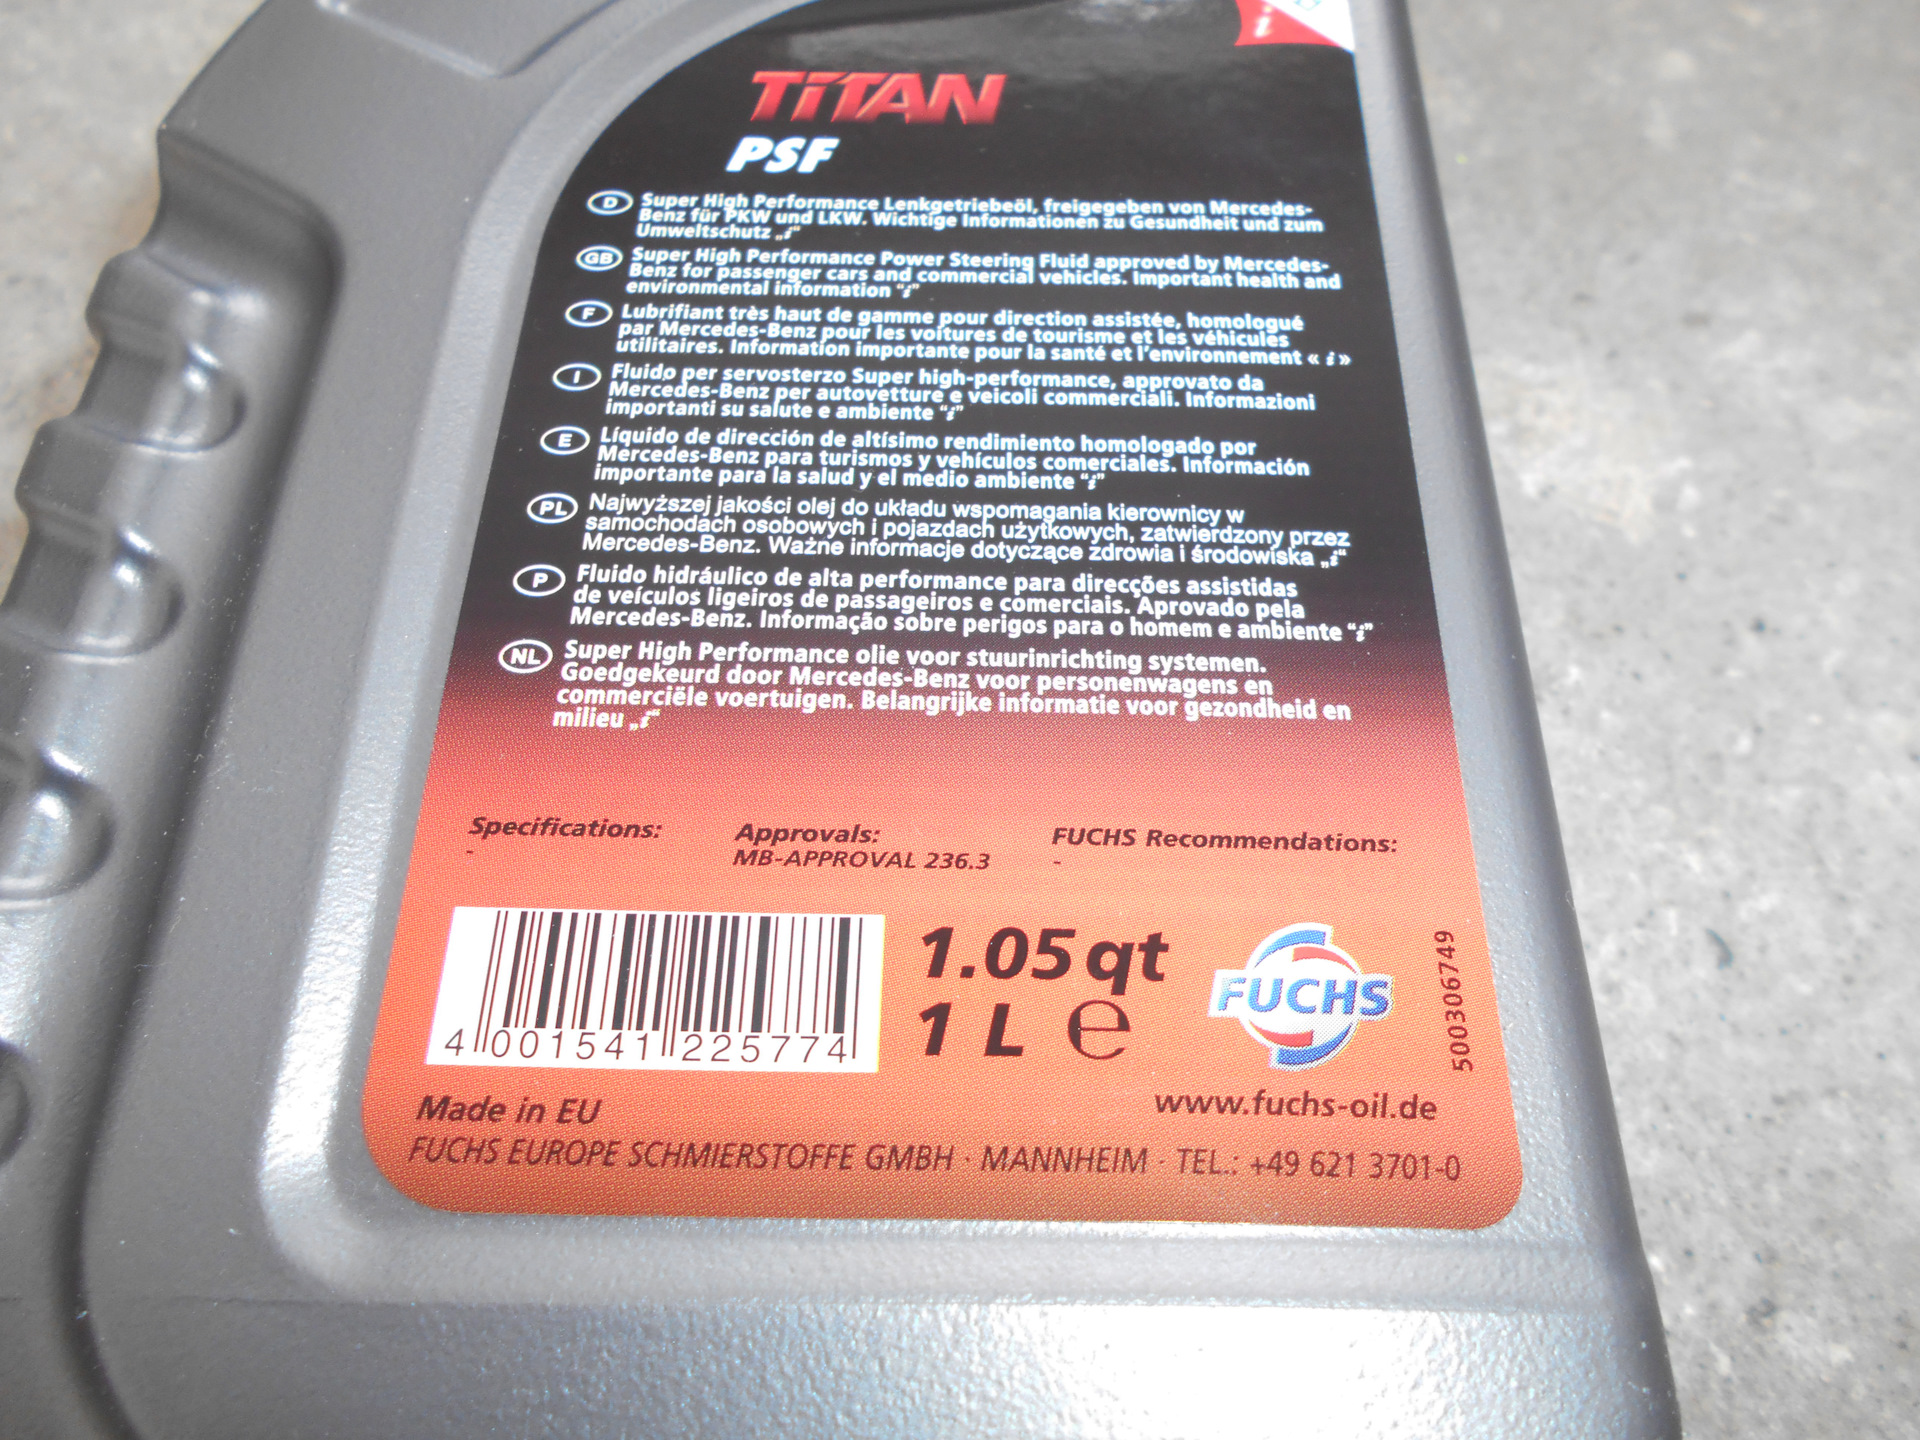 i
TiTAN
PSF
D Super High Performance Lenkgetriebeöl, freigegeben von Mercedes-
Benz für PKW und LKW. Wichtige Informationen zu Gesundheit und zum
Umweltschutz „i“
GB Super High Performance Power Steering Fluid approved by Mercedes-
Benz for passenger cars and commercial vehicles. Important health and
environmental information “i”
F Lubrifiant très haut de gamme pour direction assistée, homologué
par Mercedes-Benz pour les voitures de tourisme et les véhicules
utilitaires. Information importante pour la santé et l'environnement « i »
I Fluido per servosterzo Super high-performance, approvato da
Mercedes-Benz per autovetture e veicoli commerciali. Informazioni
importanti su salute e ambiente “i”
E Líquido de dirección de altísimo rendimiento homologado por
Mercedes-Benz para turismos y vehículos comerciales. Información
importante para la salud y el medio ambiente “i”
PL Najwyższej jakości olej do układu wspomagania kierownicy w
samochodach osobowych i pojazdach użytkowych, zatwierdzony przez
Mercedes-Benz. Ważne informacje dotyczące zdrowia i środowiska „i“
P Fluido hidráulico de alta performance para direcções assistidas
de veículos ligeiros de passageiros e comerciais. Aprovado pela
Mercedes-Benz. Informação sobre perigos para o homem e ambiente “i”
NL Super High Performance olie voor stuurinrichting systemen.
Goedgekeurd door Mercedes-Benz voor personenwagens en
commerciële voertuigen. Belangrijke informatie voor gezondheid en
milieu „i“
Specifications: Approvals: FUCHS Recommendations:
- MB-APPROVAL 236.3 -
4 001541 225774
1.05 qt
1 L ℮
FUCHS
500306749
www.fuchs-oil.de
Made in EU
FUCHS EUROPE SCHMIERSTOFFE GMBH · MANNHEIM · TEL.: +49 621 3701-0